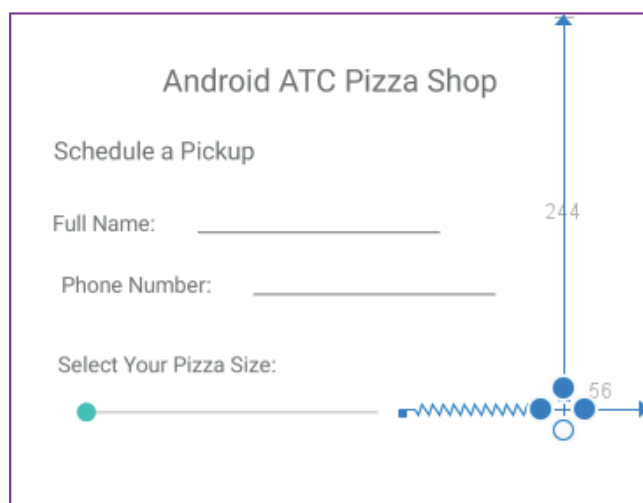 Android ATC Pizza Shop
Schedule a Pickup
244
Full Name:
Phone Number:
Select Your Pizza Size:
56